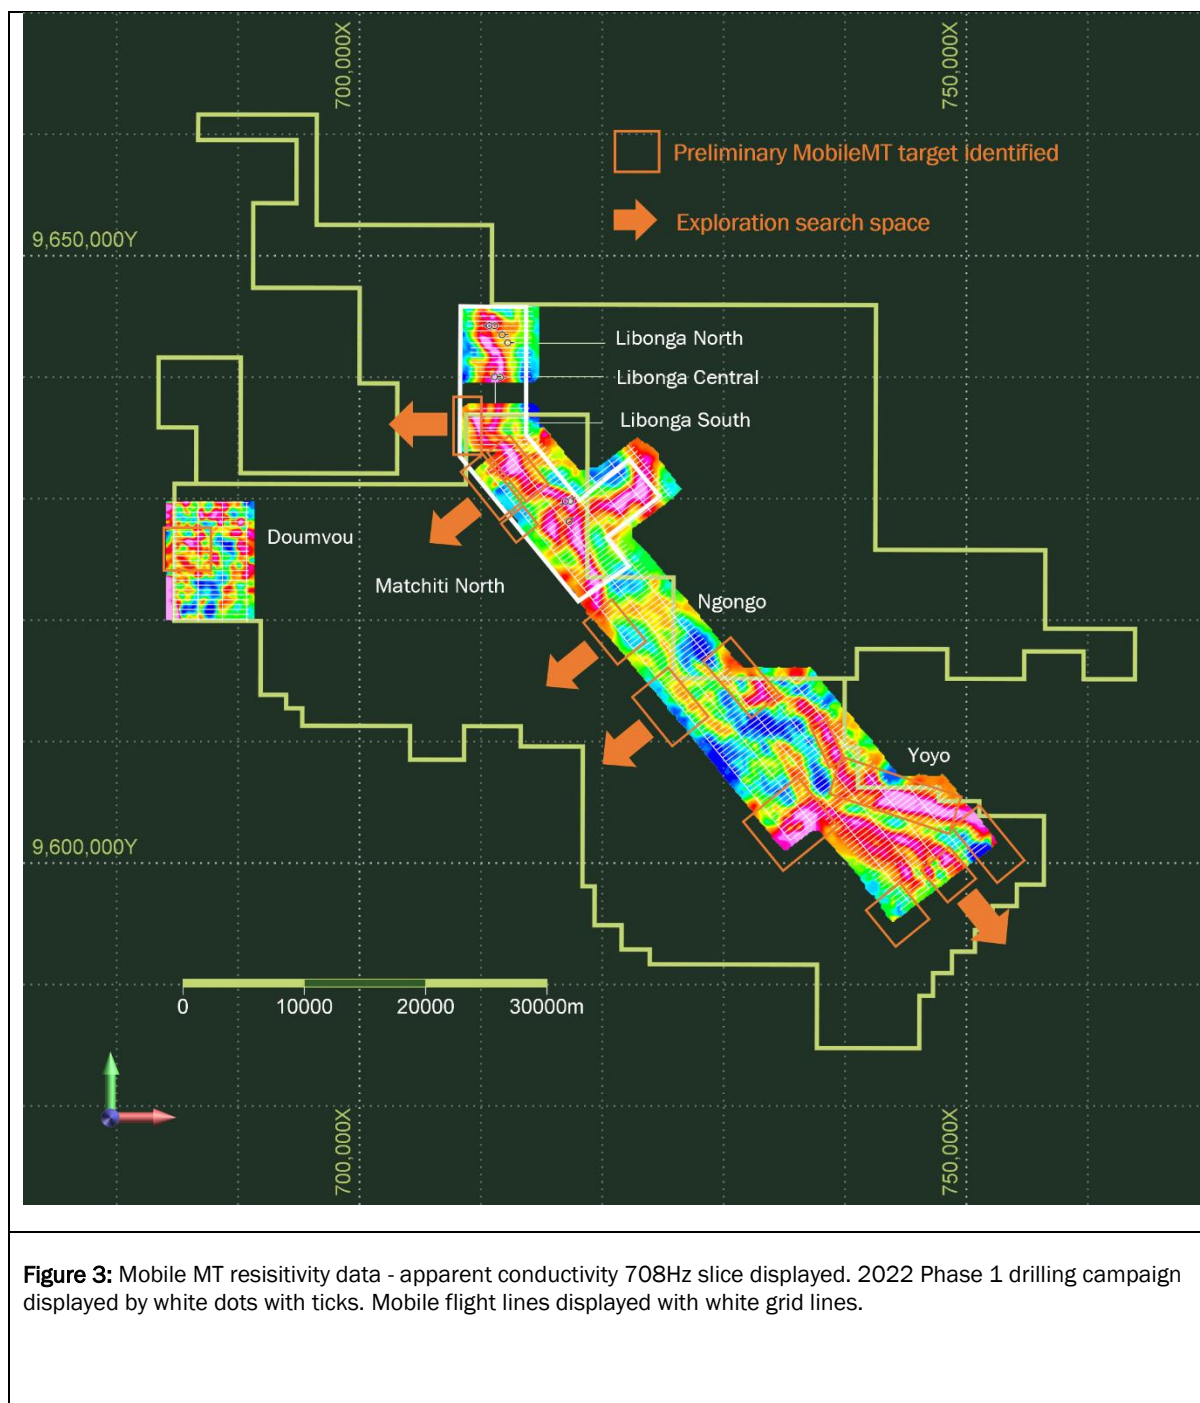 700,000X
750,000X
Preliminary MobileMT target identified
Exploration search space
9,650,000Y
Libonga North
Libonga Central
Libonga South
Doumvou
Matchiti North
Ngongo
Yoyo
9,600,000Y
0
10000
20000
30000m
700,000X
750,000X
Figure 3: Mobile MT resisitivity data - apparent conductivity 708Hz slice displayed. 2022 Phase 1 drilling campaign
displayed by white dots with ticks. Mobile flight lines displayed with white grid lines.